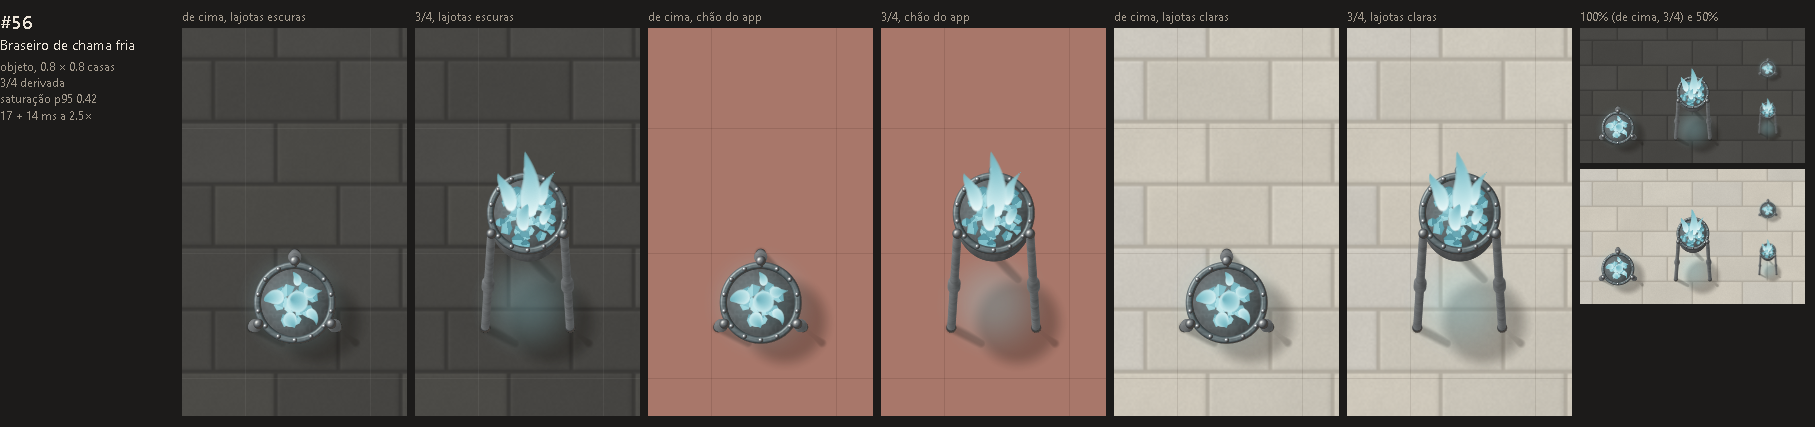 #56
Braseiro de chama fria
objeto, 0.8 × 0.8 casas
3/4 derivada
saturação p95 0.42
17 + 14 ms a 2.5×
de cima, lajotas escuras
3/4, lajotas escuras
de cima, chão do app
3/4, chão do app
de cima, lajotas claras
3/4, lajotas claras
100% (de cima, 3/4) e 50%